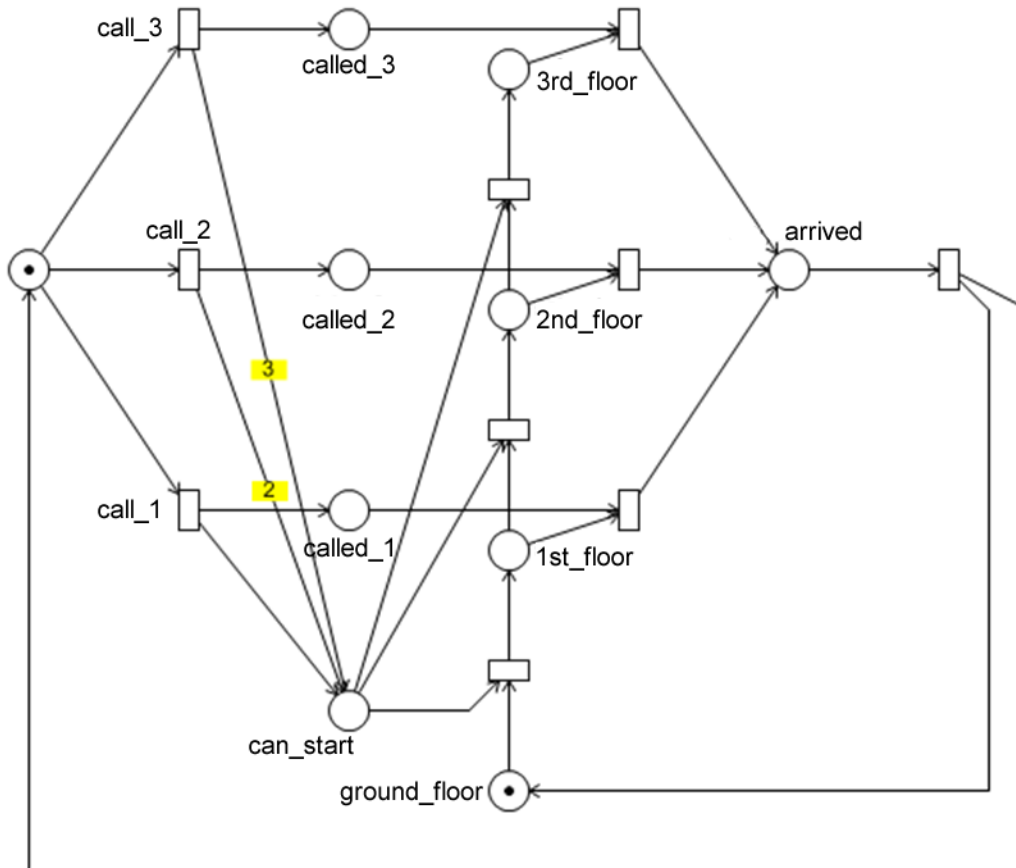 call_3
called_3
3rd_floor
call_2
arrived
called_2
2nd_floor
3
2
call_1
called_1
1st_floor
can_start
ground_floor